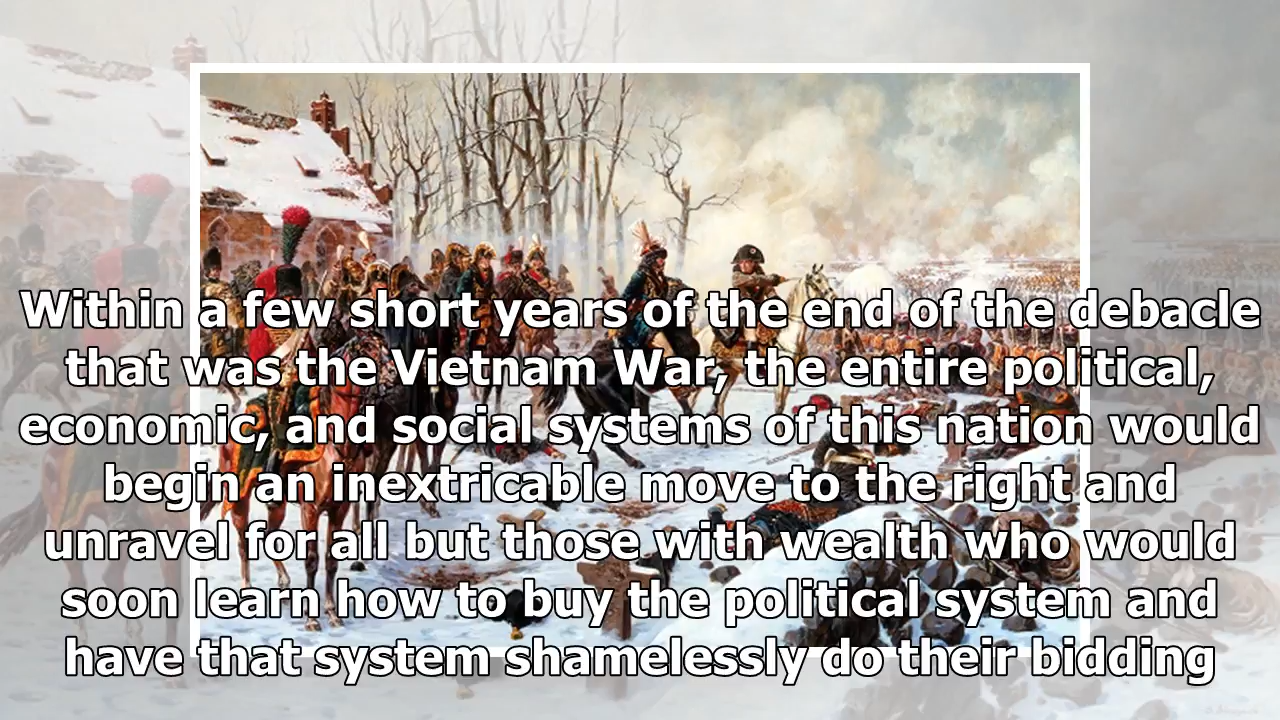 Within a few short years of the end of the debacle
that was the Vietnam War, the entire political,
economic, and social systems of this nation would
begin an inextricable move to the right and
unravel for all but those with wealth who would
soon learn how to buy the political system and
have that system shamelessly do their bidding